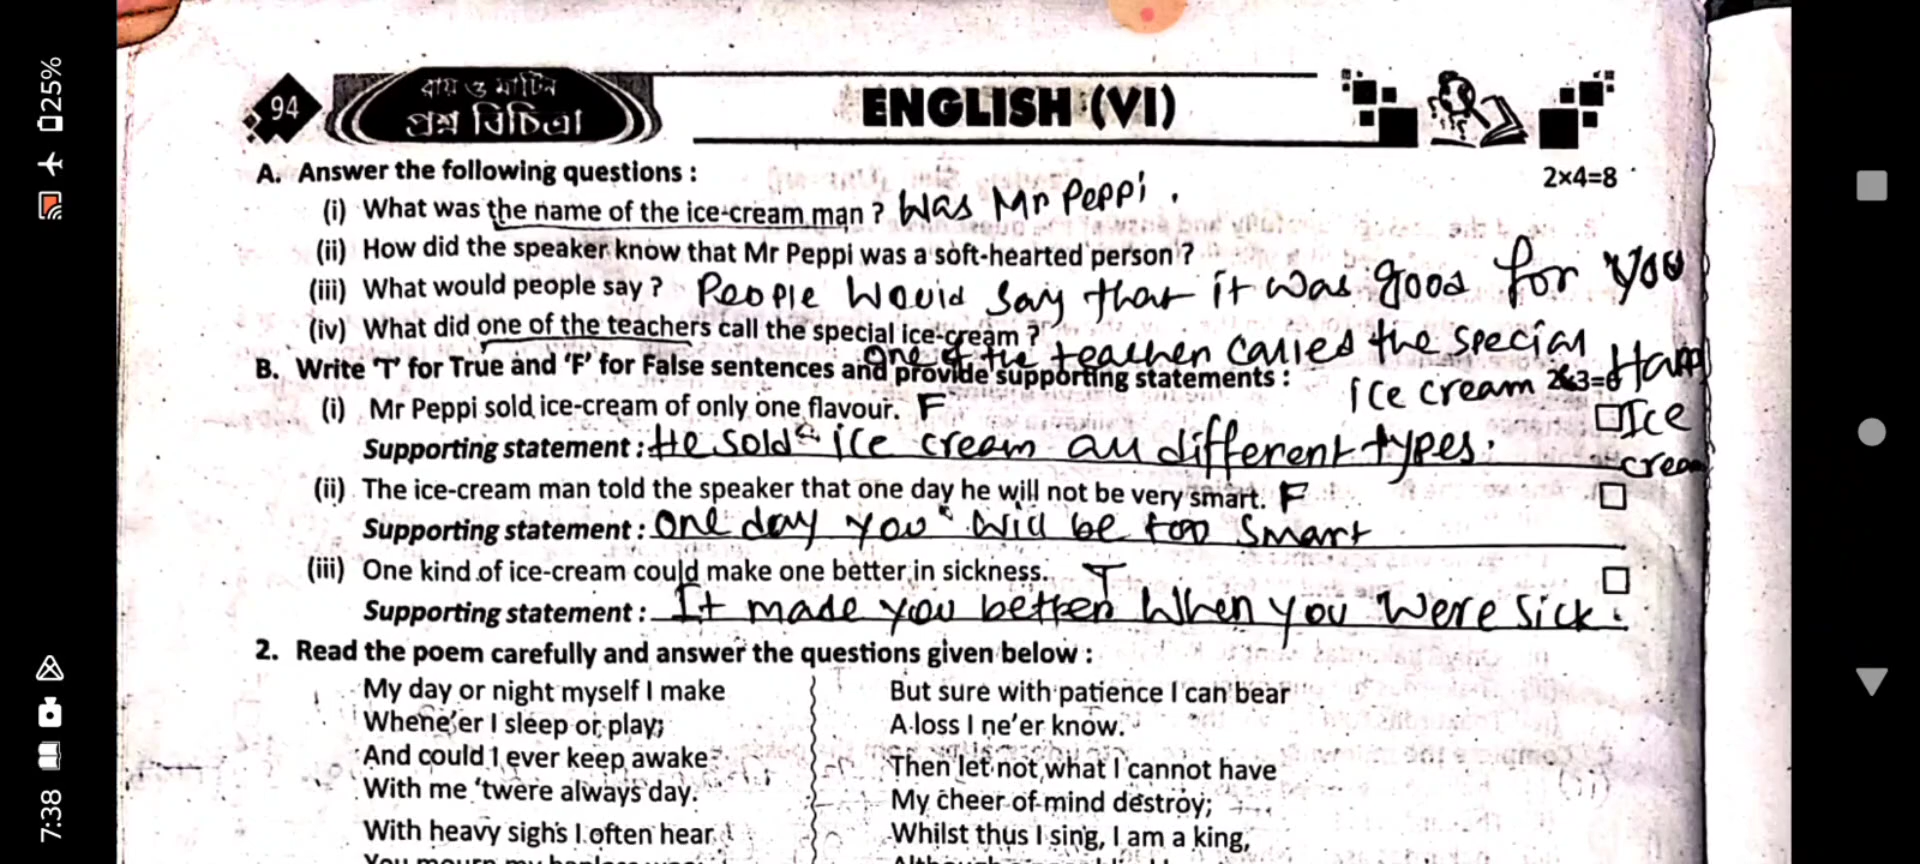 25%
7:38
94
রায় ও মার্টিন
প্রশ্ন বিচিত্রা
ENGLISH (VI)
A. Answer the following questions :
2×4=8
(i) What was the name of the ice-cream man ? Was Mr Peppi.
(ii) How did the speaker know that Mr Peppi was a soft-hearted person ?
(iii) What would people say ? People Would Say that it was good for you
(iv) What did one of the teachers call the special ice-cream ?
One of the teacher called the special
B. Write 'T' for True and 'F' for False sentences and provide supporting statements :
ice cream
(i) Mr Peppi sold ice-cream of only one flavour. F
Ice
Supporting statement : He sold ice cream all different types.
cream
(ii) The ice-cream man told the speaker that one day he will not be very smart. F
Supporting statement : one day you will be too smart
(iii) One kind of ice-cream could make one better in sickness. T
Supporting statement : It made you better When you Were Sick.
2. Read the poem carefully and answer the questions given below :
My day or night myself I make
Whene'er I sleep or play;
And could I ever keep awake
With me 'twere always day.
With heavy sighs I often hear
But sure with patience I can bear
A loss I ne'er know.
Then let not what I cannot have
My cheer of mind destroy;
Whilst thus I sing, I am a king,